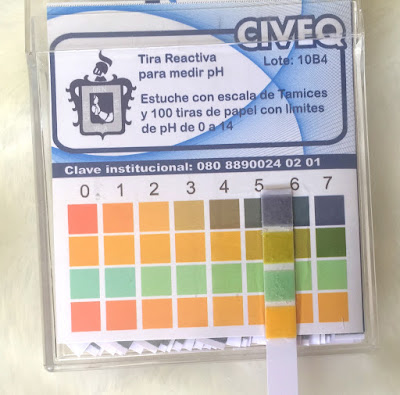 CIVEQ
Tira Reactiva
para medir pH
Lote: 10B4
Estuche con escala de Tamices
y 100 tiras de papel con limites
de pH de 0 a 14
Clave institucional: 080 8890024 02 01
0 1 2 3 4 5 6 7